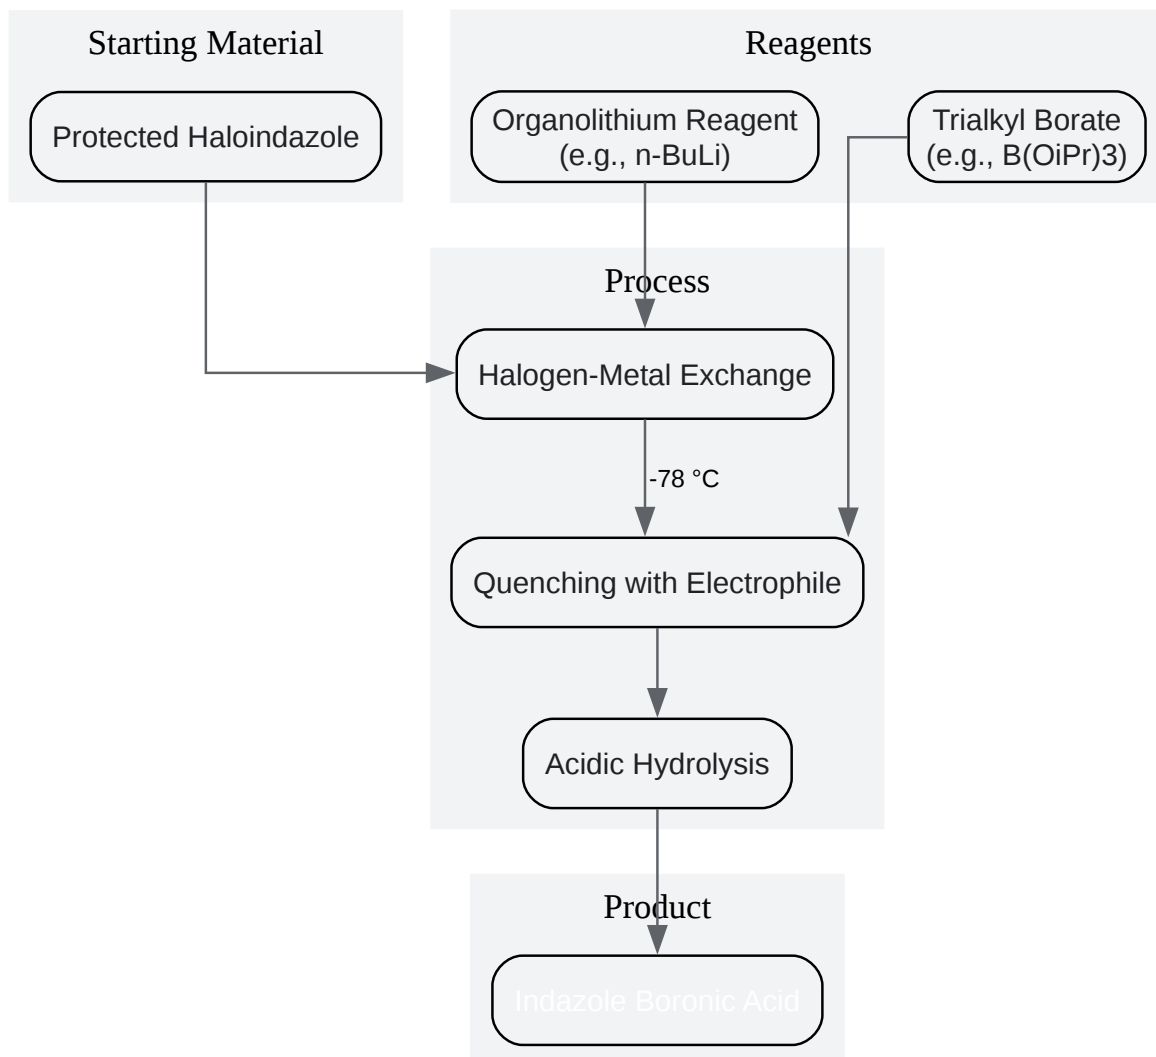 Starting Material
Reagents
Protected Haloindazole
Organolithium Reagent
(e.g., n-BuLi)
Trialkyl Borate
(e.g., B(OiPr)3)
Process
Halogen-Metal Exchange
-78 °C
Quenching with Electrophile
Acidic Hydrolysis
Product
Indazole Boronic Acid